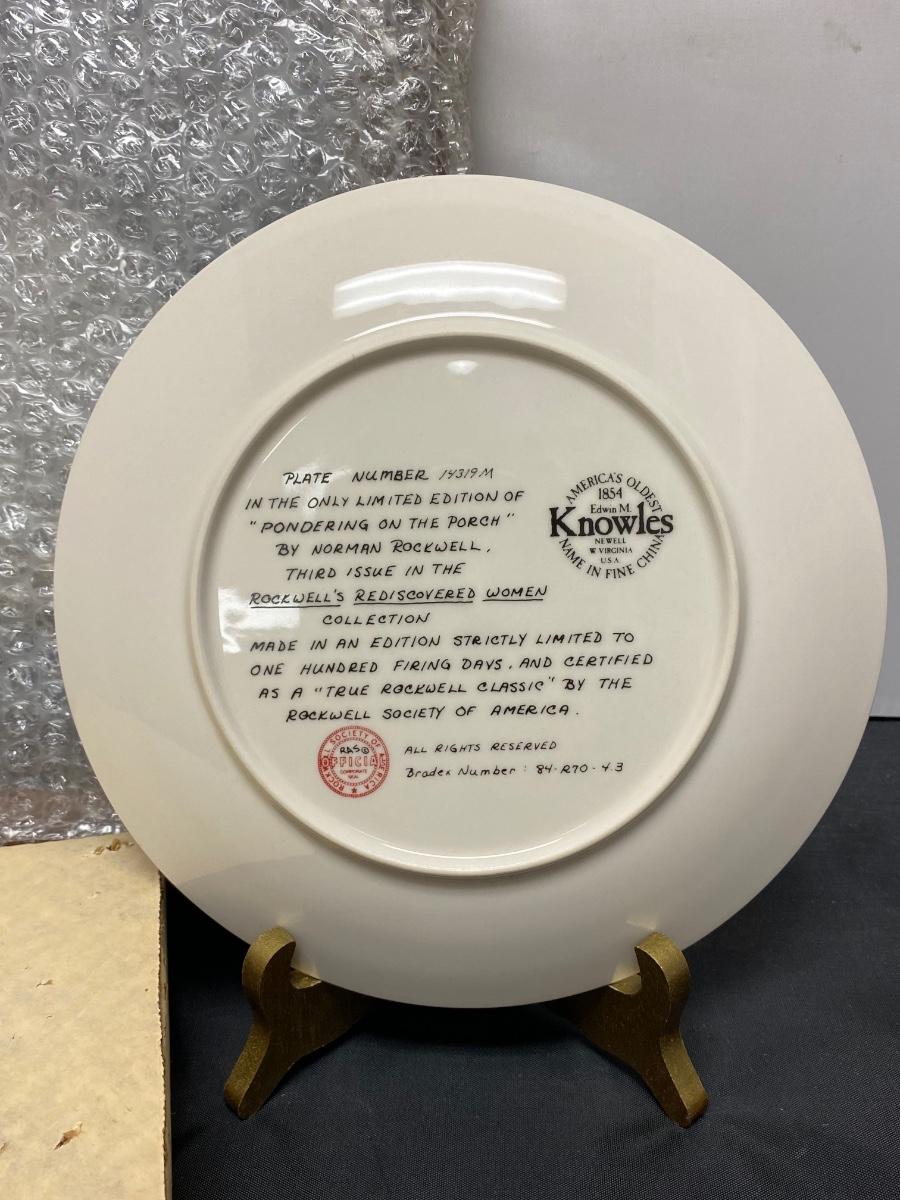 PLATE NUMBER 14319M
IN THE ONLY LIMITED EDITION OF
"PONDERING ON THE PORCH"
BY NORMAN ROCKWELL,
THIRD ISSUE IN THE
ROCKWELL'S REDISCOVERED WOMEN
COLLECTION
MADE IN AN EDITION STRICTLY LIMITED TO
ONE HUNDRED FIRING DAYS, AND CERTIFIED
AS A "TRUE ROCKWELL CLASSIC" BY THE
ROCKWELL SOCIETY OF AMERICA.
AMERICA'S OLDEST
1854
Edwin M.
Knowles
NEWELL
W VIRGINIA
U.S.A
NAME IN FINE CHINA
ROCKWELL SOCIETY OF AMERICA
RAS®
OFFICIAL
CORPORATE
SEAL
ALL RIGHTS RESERVED
Bradex Number: 84-R70-4.3